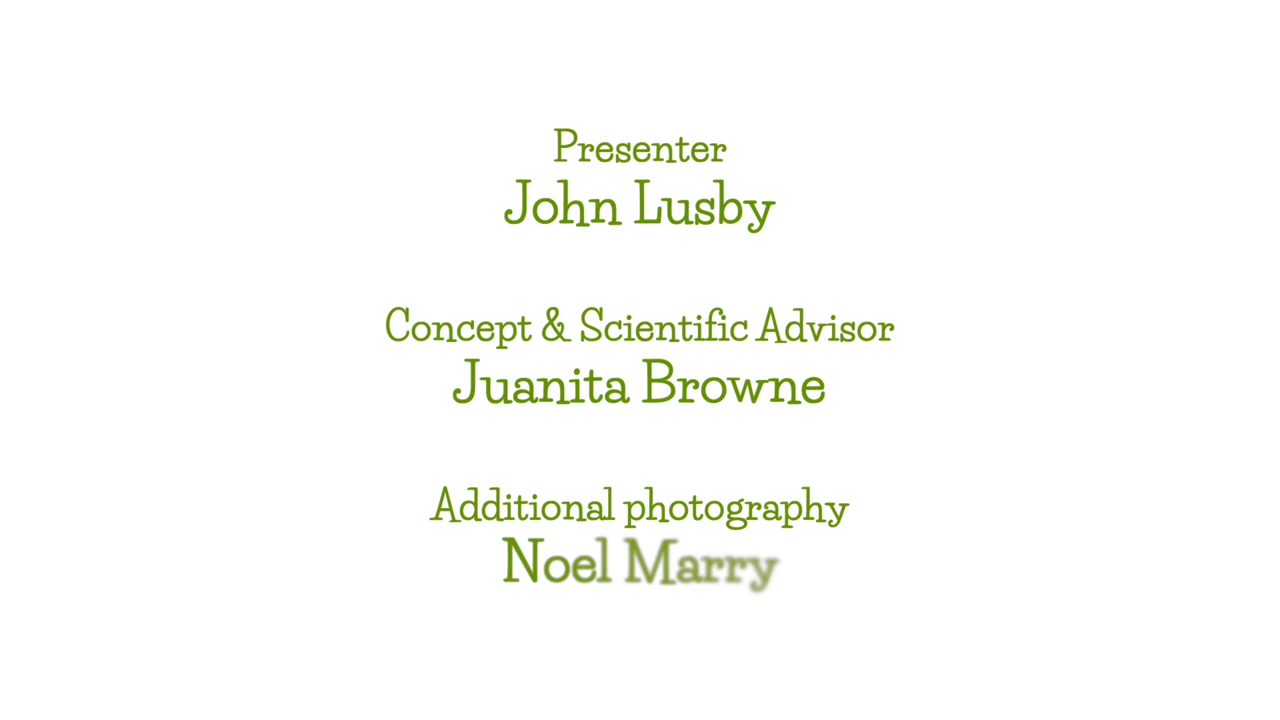 Presenter
John Lusby
Concept & Scientific Advisor
Juanita Browne
Additional photography
Noel Marry